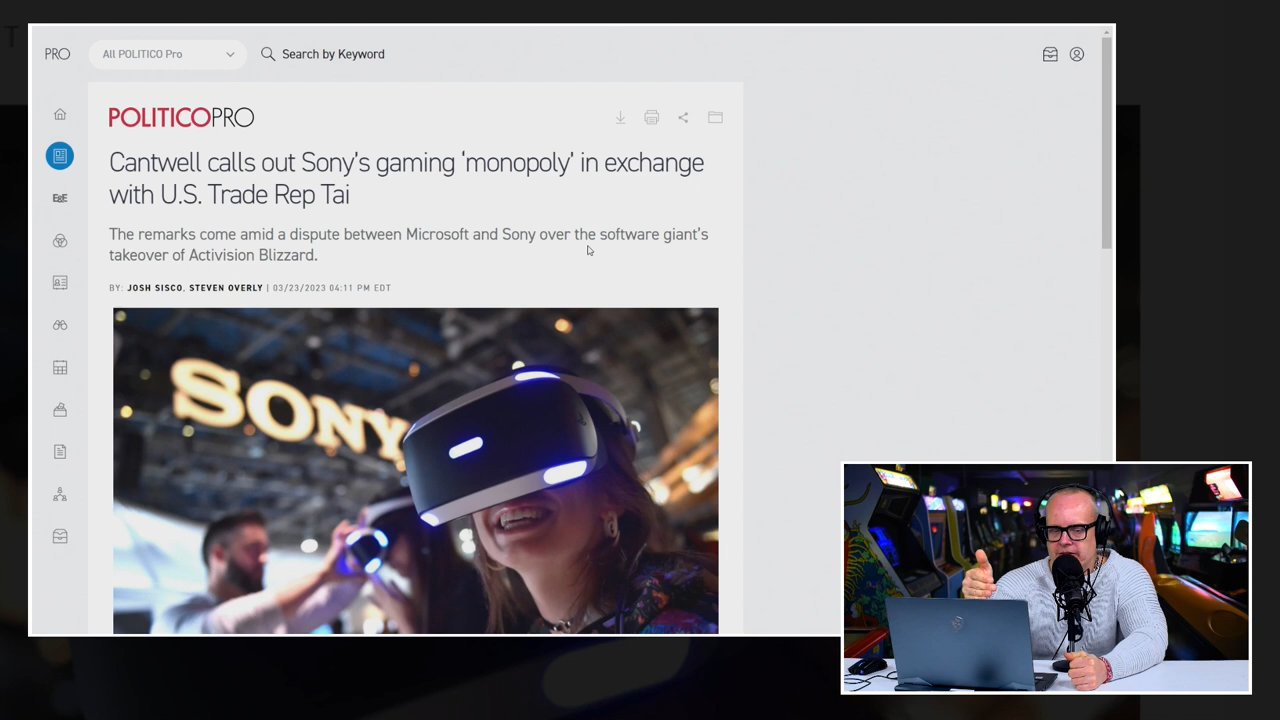 PRO
All POLITICO Pro
Search by Keyword
POLITICOPRO
E&E
Cantwell calls out Sony's gaming 'monopoly' in exchange
with U.S. Trade Rep Tai
The remarks come amid a dispute between Microsoft and Sony over the software giant's
takeover of Activision Blizzard.
BY: JOSH SISCO, STEVEN OVERLY | 03/23/2023 04:11 PM EDT
SONY